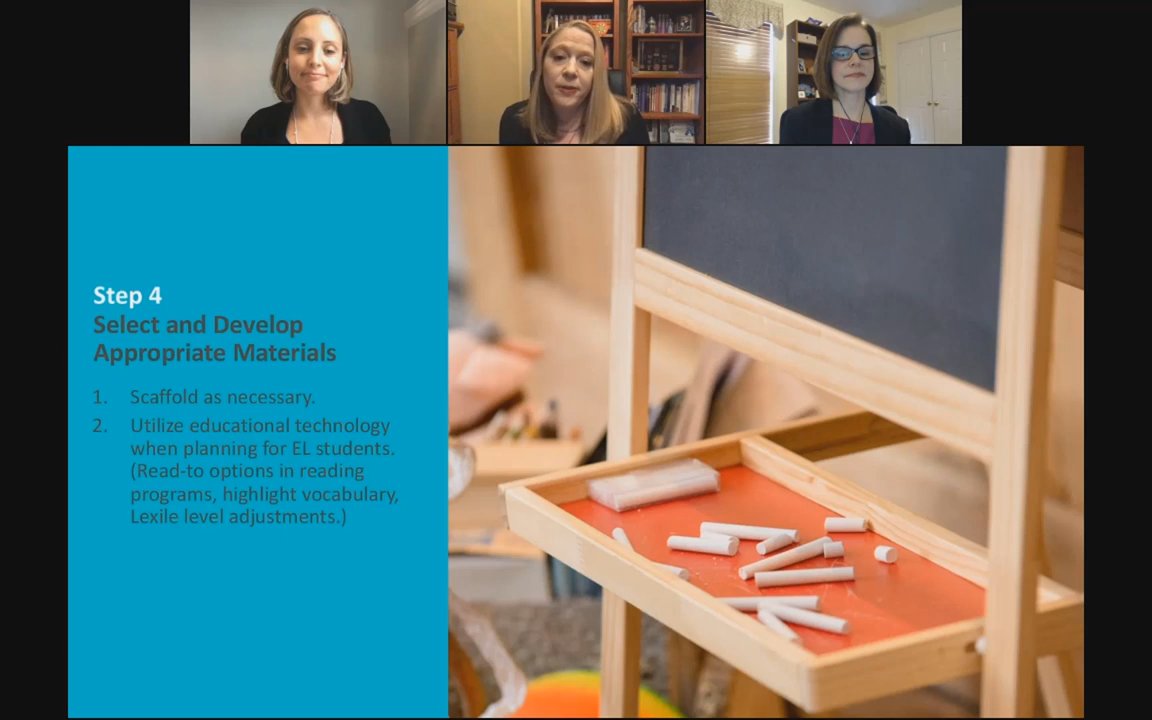 Step 4
Select and Develop
Appropriate Materials
1. Scaffold as necessary.
2. Utilize educational technology
when planning for EL students.
(Read-to options in reading
programs, highlight vocabulary,
Lexile level adjustments.)